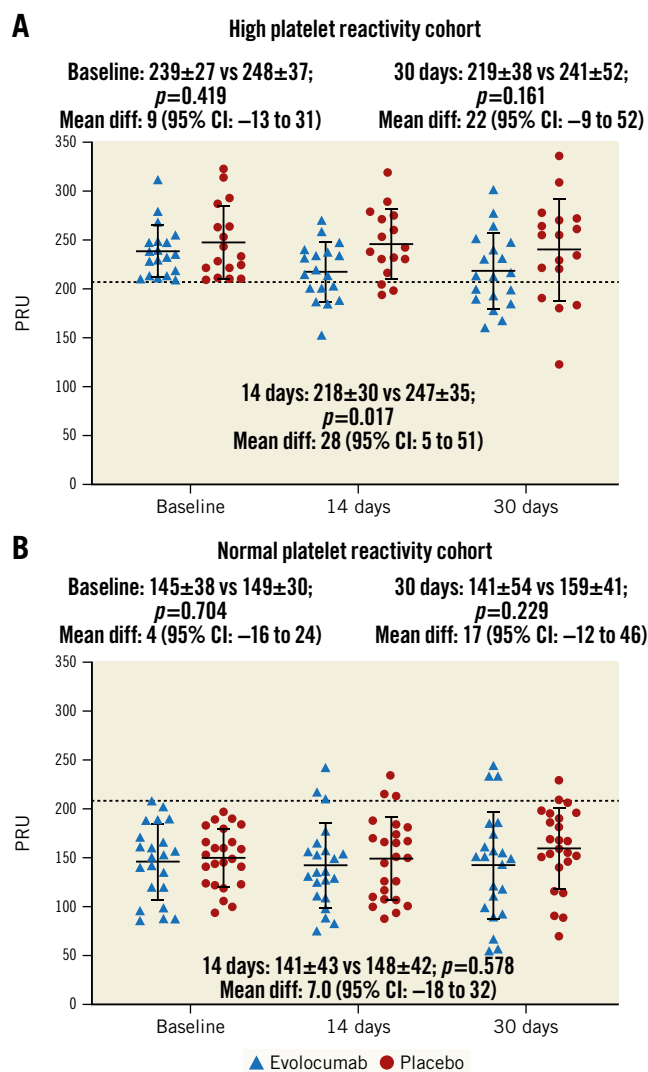 A
High platelet reactivity cohort
Baseline: 239±27 vs 248±37;
p=0.419
Mean diff: 9 (95% CI: –13 to 31)
30 days: 219±38 vs 241±52;
p=0.161
Mean diff: 22 (95% CI: –9 to 52)
350
300
250
200
150
100
50
0
PRU
14 days: 218±30 vs 247±35;
p=0.017
Mean diff: 28 (95% CI: 5 to 51)
Baseline
14 days
30 days
B
Normal platelet reactivity cohort
Baseline: 145±38 vs 149±30;
p=0.704
Mean diff: 4 (95% CI: –16 to 24)
30 days: 141±54 vs 159±41;
p=0.229
Mean diff: 17 (95% CI: –12 to 46)
350
300
250
200
150
100
50
0
PRU
14 days: 141±43 vs 148±42; p=0.578
Mean diff: 7.0 (95% CI: –18 to 32)
Baseline
14 days
30 days
Evolocumab
Placebo